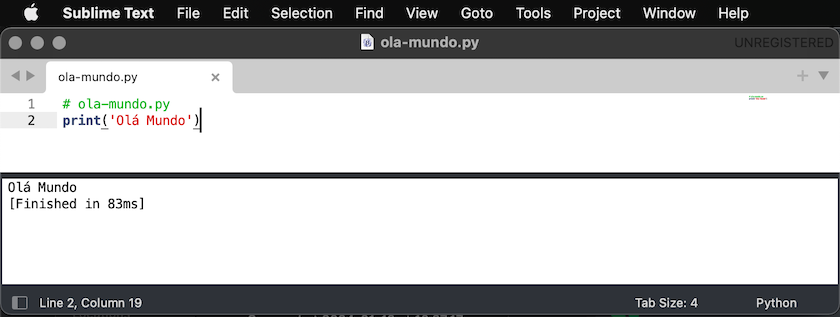 Sublime Text File Edit Selection Find View Goto Tools Project Window Help
ola-mundo.py UNREGISTERED
ola-mundo.py
1 # ola-mundo.py
2 print('Olá Mundo')
Olá Mundo
[Finished in 83ms]
Line 2, Column 19 Tab Size: 4 Python